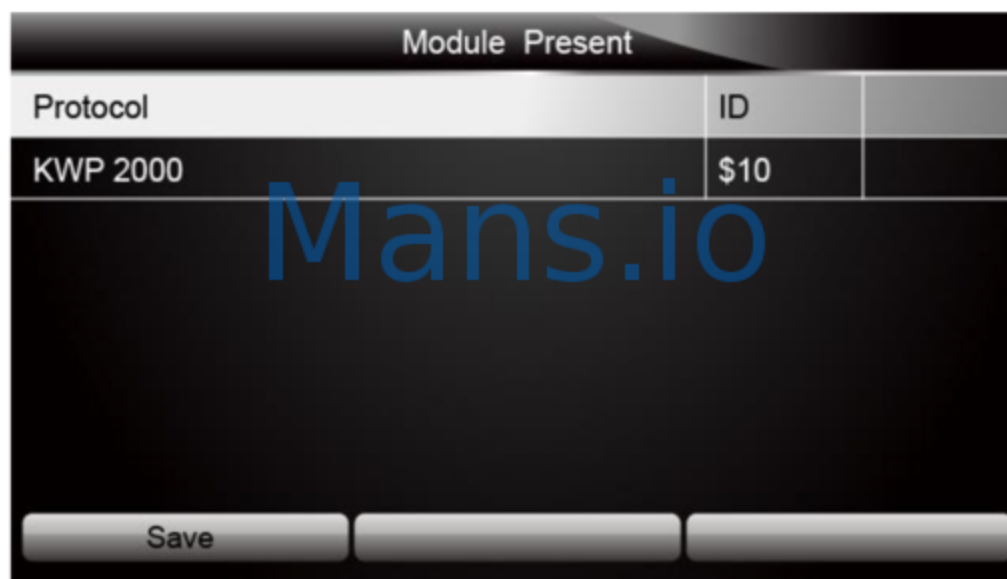 Module Present
Protocol ID
KWP 2000 $10
Mans.io
Save